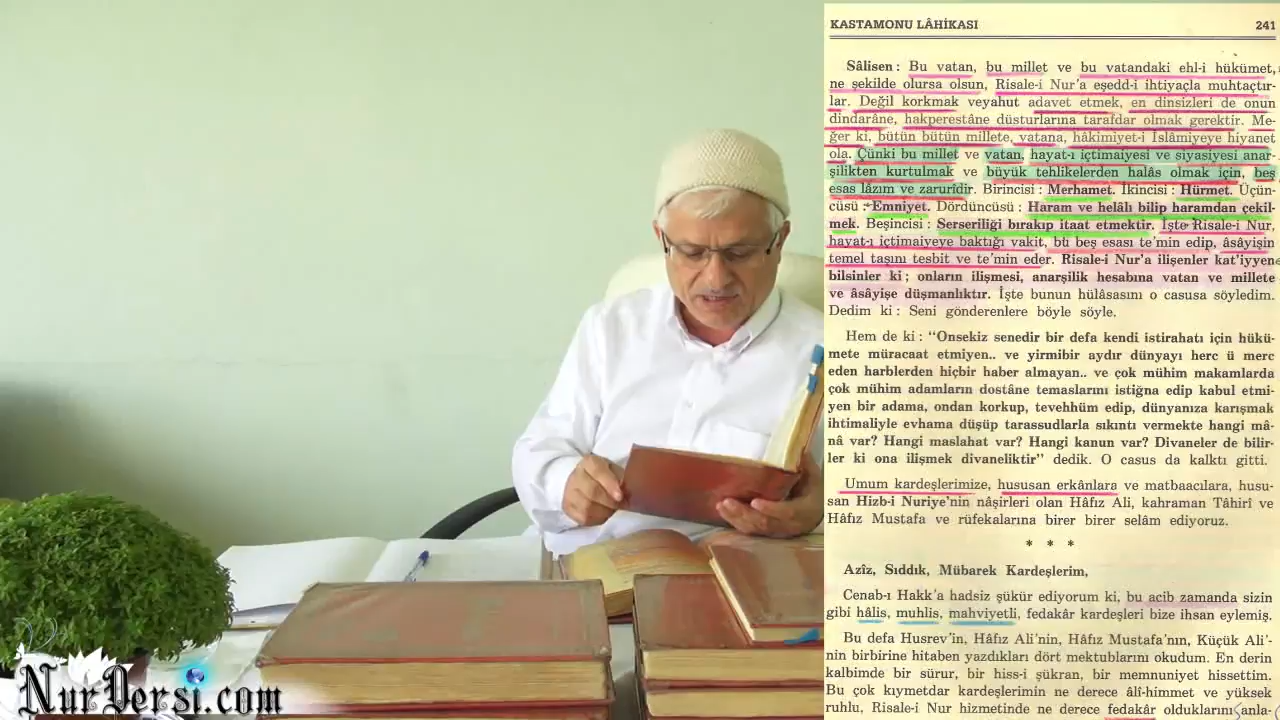 KASTAMONU LÂHİKASI 241
Sâlisen : Bu vatan, bu millet ve bu vatandaki ehl-i hükûmet,
ne şekilde olursa olsun, Risale-i Nur'a eşedd-i ihtiyaçla muhtaçtır-
lar. Değil korkmak veyahut adavet etmek, en dinsizleri de onun
dindarâne, hakperestâne düsturlarına tarafdar olmak gerektir. Me-
ğer ki, bütün bütün millete, vatana, hâkimiyet-i İslâmiyeye hiyanet
ola. Çünki bu millet ve vatan, hayat-ı içtimaiyesi ve siyasiyesi anar-
şilikten kurtulmak ve büyük tehlikelerden halâs olmak için, beş
esas lâzım ve zarurîdir. Birincisi : Merhamet. İkincisi : Hürmet. Üçün-
cüsü : Emniyet. Dördüncüsü : Haram ve helâlı bilip haramdan çekil-
mek. Beşincisi : Serseriliği bırakıp itaat etmektir. İşte Risale-i Nur,
hayat-ı içtimaiyeye baktığı vakit, bu beş esası te'min edip, âsâyişin
temel taşını tesbit ve te'min eder. Risale-i Nur'a ilişenler kat'iyyen
bilsinler ki ; onların ilişmesi, anarşilik hesabına vatan ve millete
ve âsâyişe düşmanlıktır. İşte bunun hülâsasını o casusa söyledim.
Dedim ki : Seni gönderenlere böyle söyle.
Hem de ki : "Onsekiz senedir bir defa kendi istirahatı için hükû-
mete müracaat etmiyen.. ve yirmibir aydır dünyayı herc ü merc
eden harblerden hiçbir haber almayan.. ve çok mühim makamlarda
çok mühim adamların dostâne temaslarını istiğna edip kabul etmi-
yen bir adama, ondan korkup, tevehhüm edip, dünyanıza karışmak
ihtimaliyle evhama düşüp tarassudlarla sıkıntı vermekte hangi mâ-
nâ var? Hangi maslahat var? Hangi kanun var? Divaneler de bilir-
ler ki ona ilişmek divaneliktir" dedik. O casus da kalktı gitti.
Umum kardeşlerimize, hususan erkânlara ve matbaacılara, husu-
san Hizb-i Nuriye'nin nâşirleri olan Hâfız Ali, kahraman Tâhirî ve
Hâfız Mustafa ve rüfekalarına birer birer selâm ediyoruz.
* * *
Azîz, Sıddık, Mübarek Kardeşlerim,
Cenab-ı Hakk'a hadsiz şükür ediyorum ki, bu acib zamanda sizin
gibi hâlis, muhlis, mahviyetli, fedakâr kardeşleri bize ihsan eylemiş.
Bu defa Husrev'in, Hâfız Ali'nin, Hâfız Mustafa'nın, Küçük Ali'-
nin birbirine hitaben yazdıkları dört mektublarını okudum. En derin
kalbimde bir sürur, bir hiss-i şükran, bir memnuniyet hissettim.
Bu çok kıymetdar kardeşlerimin ne derece âlî-himmet ve yüksek
ruhlu, Risale-i Nur hizmetinde ne derece fedakâr olduklarını anla-
NurDersi.com